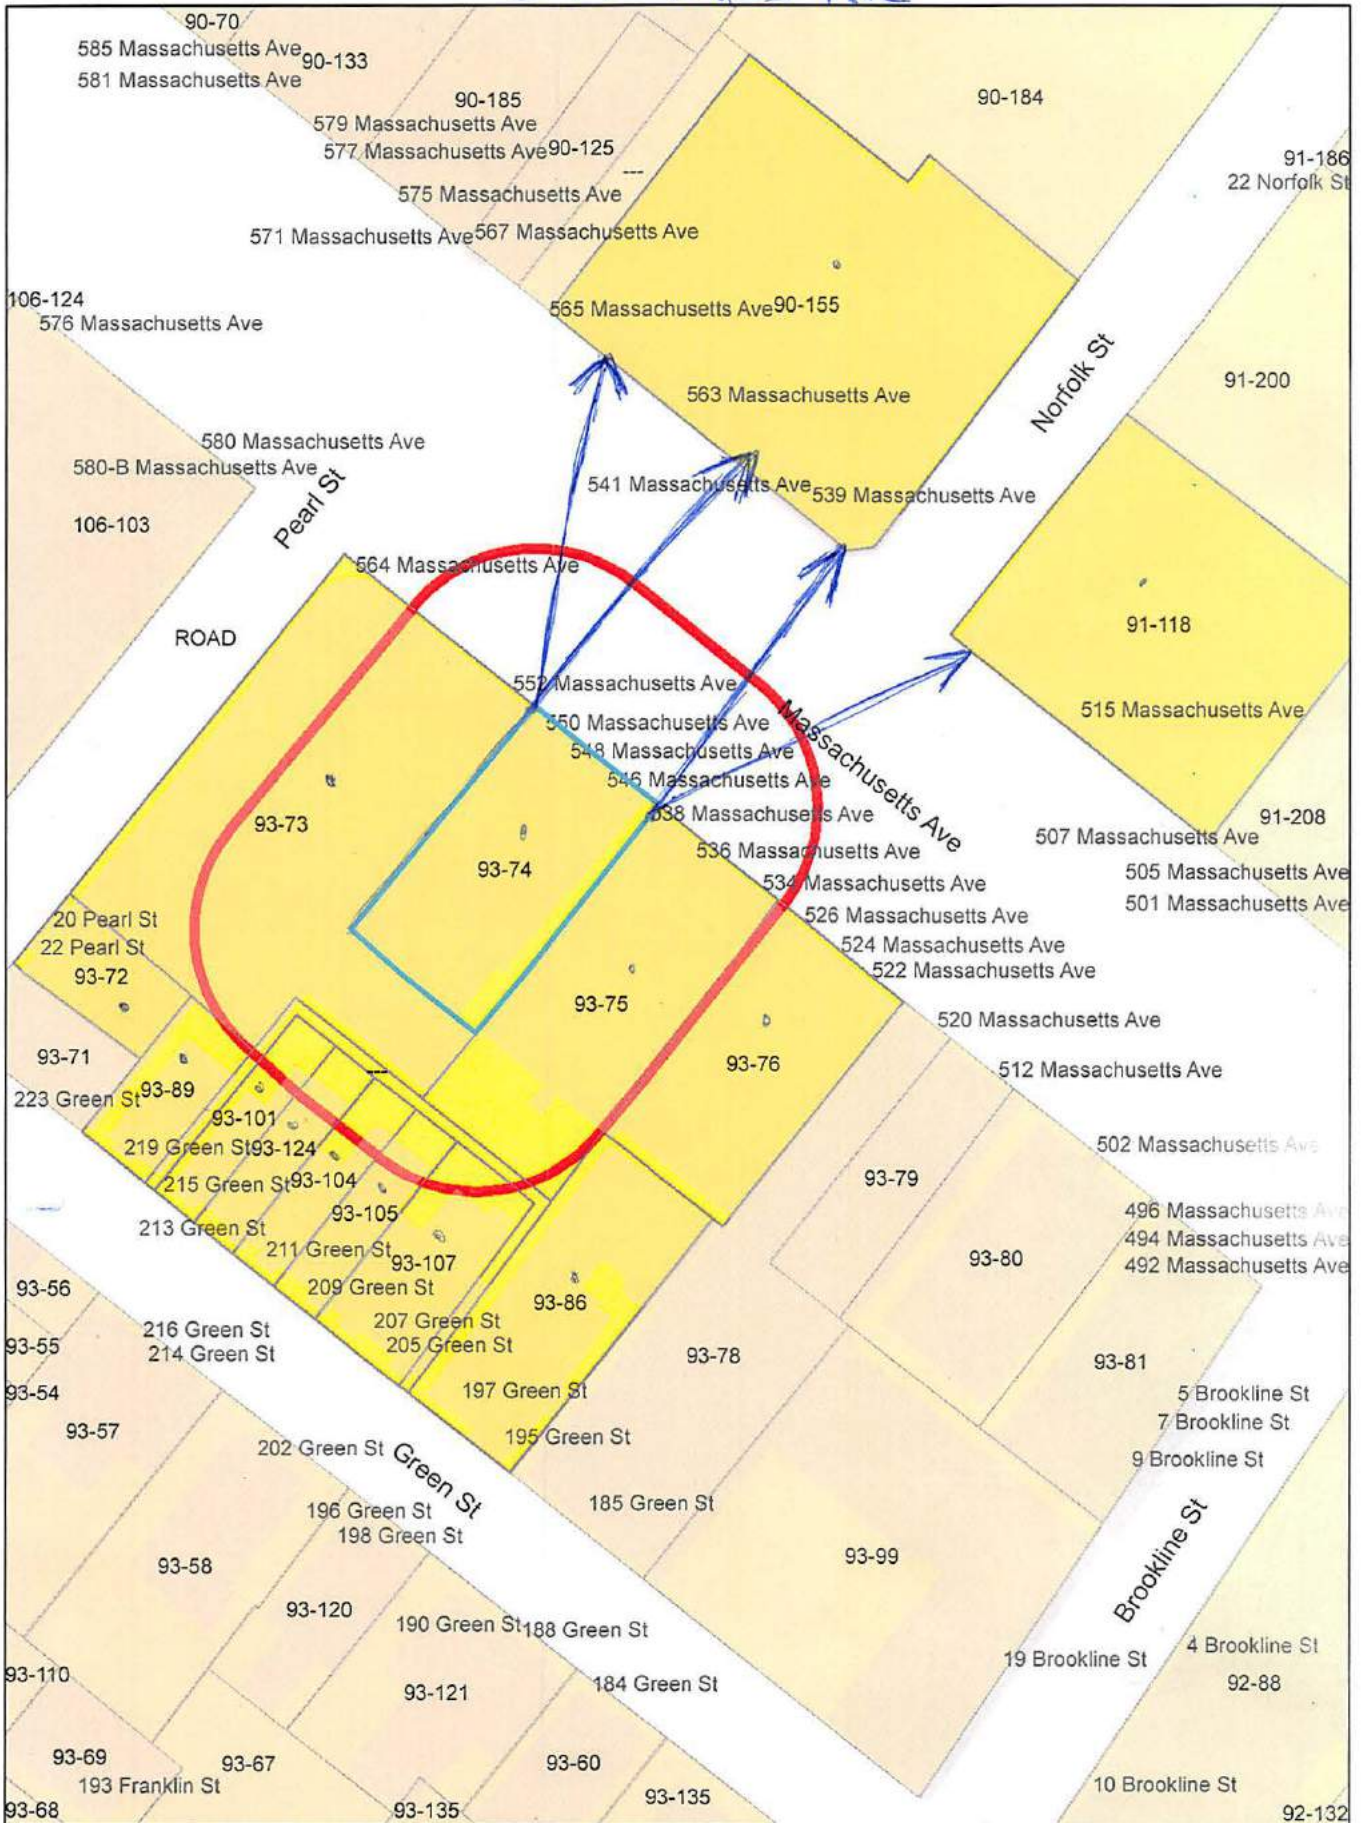 90-70
585 Massachusetts Ave
90-133
581 Massachusetts Ave
90-185
90-184
579 Massachusetts Ave
577 Massachusetts Ave
90-125
91-186
---
22 Norfolk St
575 Massachusetts Ave
571 Massachusetts Ave
567 Massachusetts Ave
106-124
565 Massachusetts Ave
90-155
576 Massachusetts Ave
Norfolk St
91-200
563 Massachusetts Ave
580 Massachusetts Ave
580-B Massachusetts Ave
541 Massachusetts Ave
539 Massachusetts Ave
Pearl St
106-103
564 Massachusetts Ave
91-118
ROAD
552 Massachusetts Ave
515 Massachusetts Ave
550 Massachusetts Ave
548 Massachusetts Ave
Massachusetts Ave
546 Massachusetts Ave
538 Massachusetts Ave
91-208
93-73
507 Massachusetts Ave
536 Massachusetts Ave
93-74
505 Massachusetts Ave
534 Massachusetts Ave
501 Massachusetts Ave
20 Pearl St
526 Massachusetts Ave
22 Pearl St
524 Massachusetts Ave
93-72
522 Massachusetts Ave
93-75
520 Massachusetts Ave
93-71
93-76
512 Massachusetts Ave
---
223 Green St
93-89
93-101
219 Green St
93-124
502 Massachusetts Ave
215 Green St
93-104
93-79
93-105
496 Massachusetts Ave
213 Green St
494 Massachusetts Ave
211 Green St
93-107
93-80
492 Massachusetts Ave
93-56
209 Green St
93-86
207 Green St
216 Green St
93-55
205 Green St
214 Green St
93-78
93-81
93-54
197 Green St
5 Brookline St
93-57
7 Brookline St
195 Green St
202 Green St
Green St
9 Brookline St
185 Green St
196 Green St
198 Green St
93-58
93-99
Brookline St
93-120
190 Green St
188 Green St
4 Brookline St
19 Brookline St
93-110
184 Green St
92-88
93-121
93-69
93-67
93-60
193 Franklin St
93-135
10 Brookline St
93-68
93-135
92-132